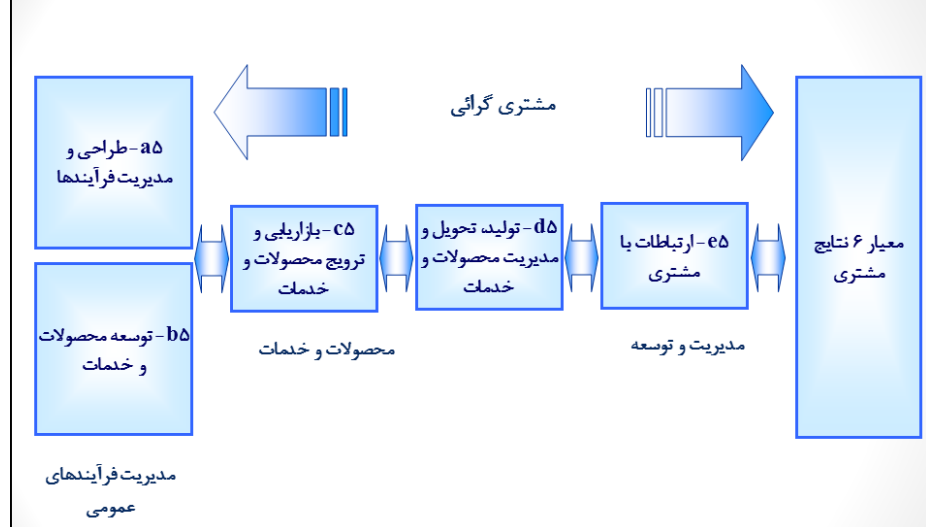 مشتری گرائی
a۵-طراحی و
مدیریت فرآیندها
b۵- توسعه محصولات
و خدمات
c۵-بازاریابی و
ترویج محصولات و
خدمات
d۵- تولید، تحویل و
مدیریت محصولات و
خدمات
e۵-ارتباطات با
مشتری
معیار ۶ نتایج
مشتری
محصولات و خدمات
مدیریت و توسعه
مدیریت فرآیندهای
عمومی